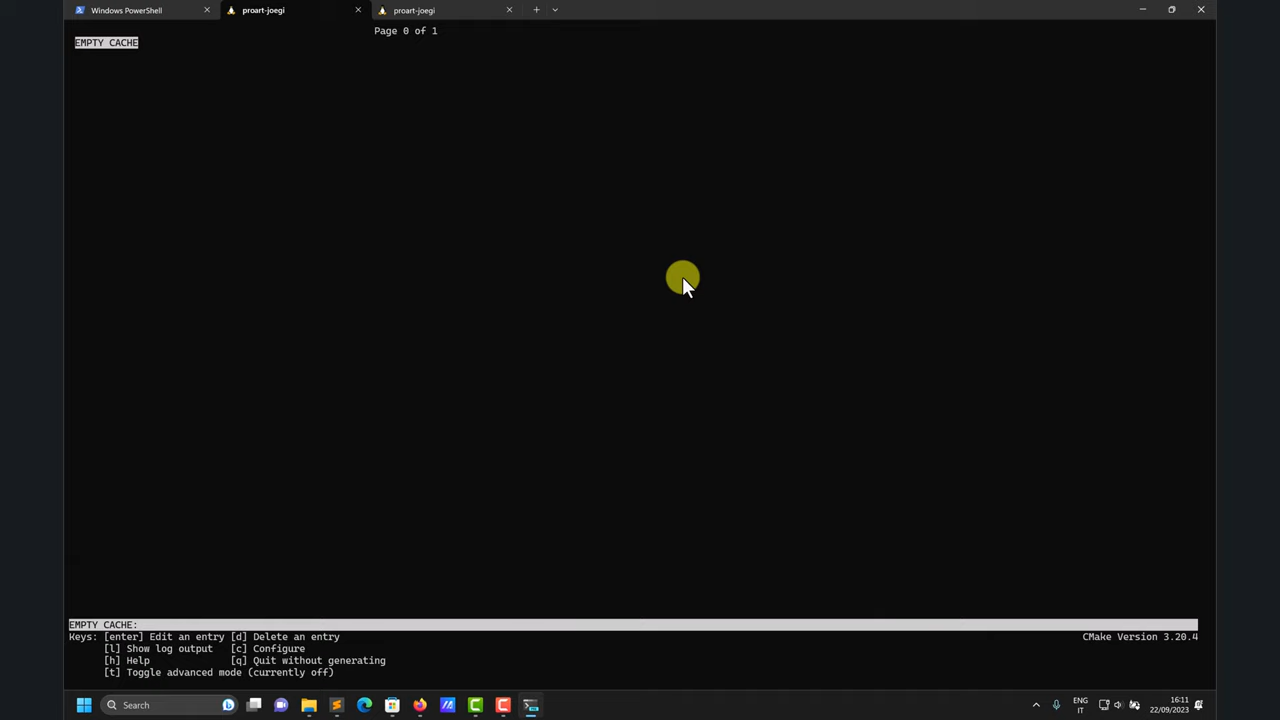 Windows PowerShell
proart-joegi
proart-joegi
Page 0 of 1
EMPTY CACHE
EMPTY CACHE:
Keys: [enter] Edit an entry [d] Delete an entry
CMake Version 3.20.4
[l] Show log output [c] Configure
[h] Help [q] Quit without generating
[t] Toggle advanced mode (currently off)
Search
ENG
IT
16:11
22/09/2023